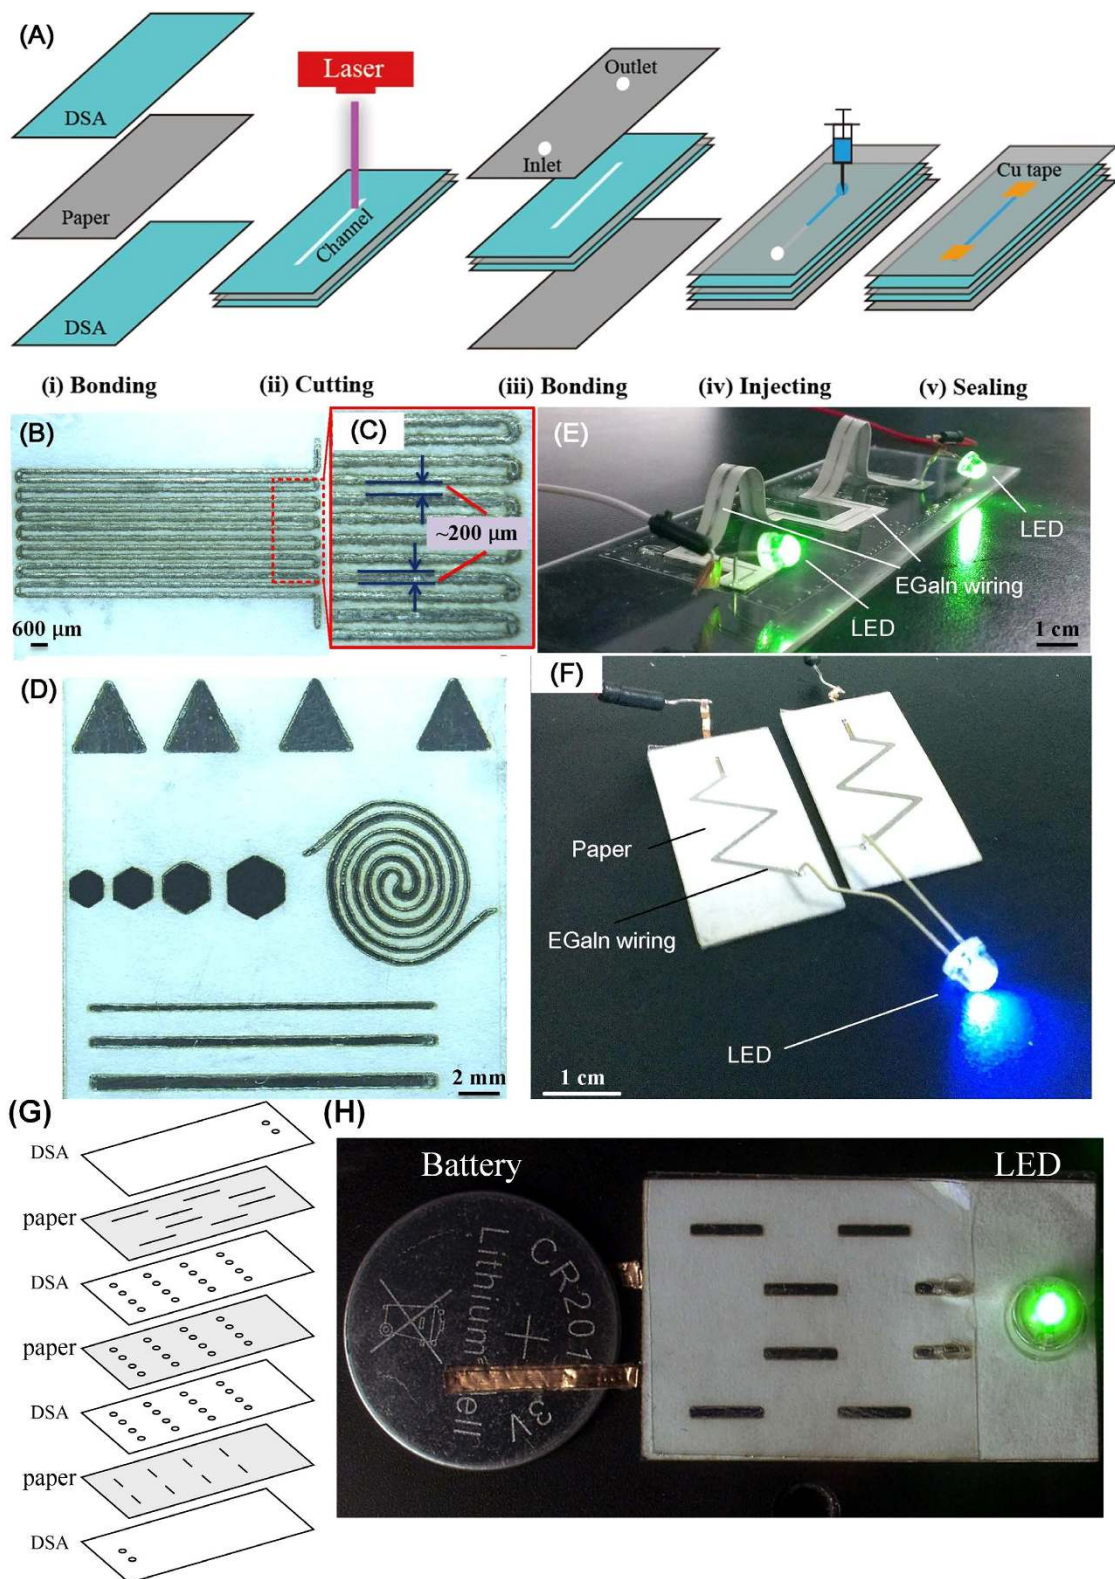 (A)
DSA
Paper
DSA
Laser
Channel
Outlet
Inlet
Cu tape
(i) Bonding
(ii) Cutting
(iii) Bonding
(iv) Injecting
(v) Sealing
(B)
600 μm
(C)
~200 μm
(D)
2 mm
(E)
LED
EGaIn wiring
LED
1 cm
(F)
Paper
EGaIn wiring
LED
1 cm
(G)
DSA
paper
DSA
paper
DSA
paper
DSA
(H)
Battery
LED
CR201
Lithium
ell
+
3V